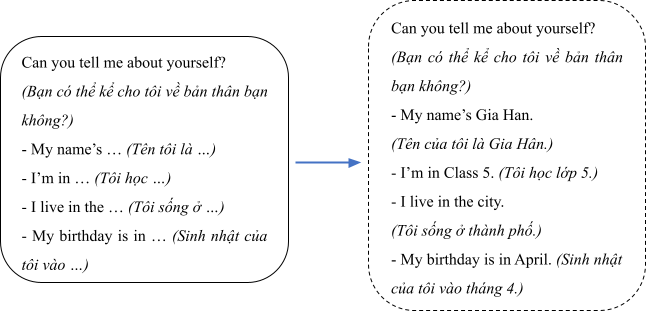 Can you tell me about yourself?
(Bạn có thể kể cho tôi về bản thân bạn
không?)
- My name's … (Tên tôi là …)
- I'm in … (Tôi học …)
- I live in the … (Tôi sống ở …)
- My birthday is in … (Sinh nhật của
tôi vào …)
Can you tell me about yourself?
(Bạn có thể kể cho tôi về bản thân
bạn không?)
- My name's Gia Han.
(Tên của tôi là Gia Hân.)
- I'm in Class 5. (Tôi học lớp 5.)
- I live in the city.
(Tôi sống ở thành phố.)
- My birthday is in April. (Sinh nhật
của tôi vào tháng 4.)